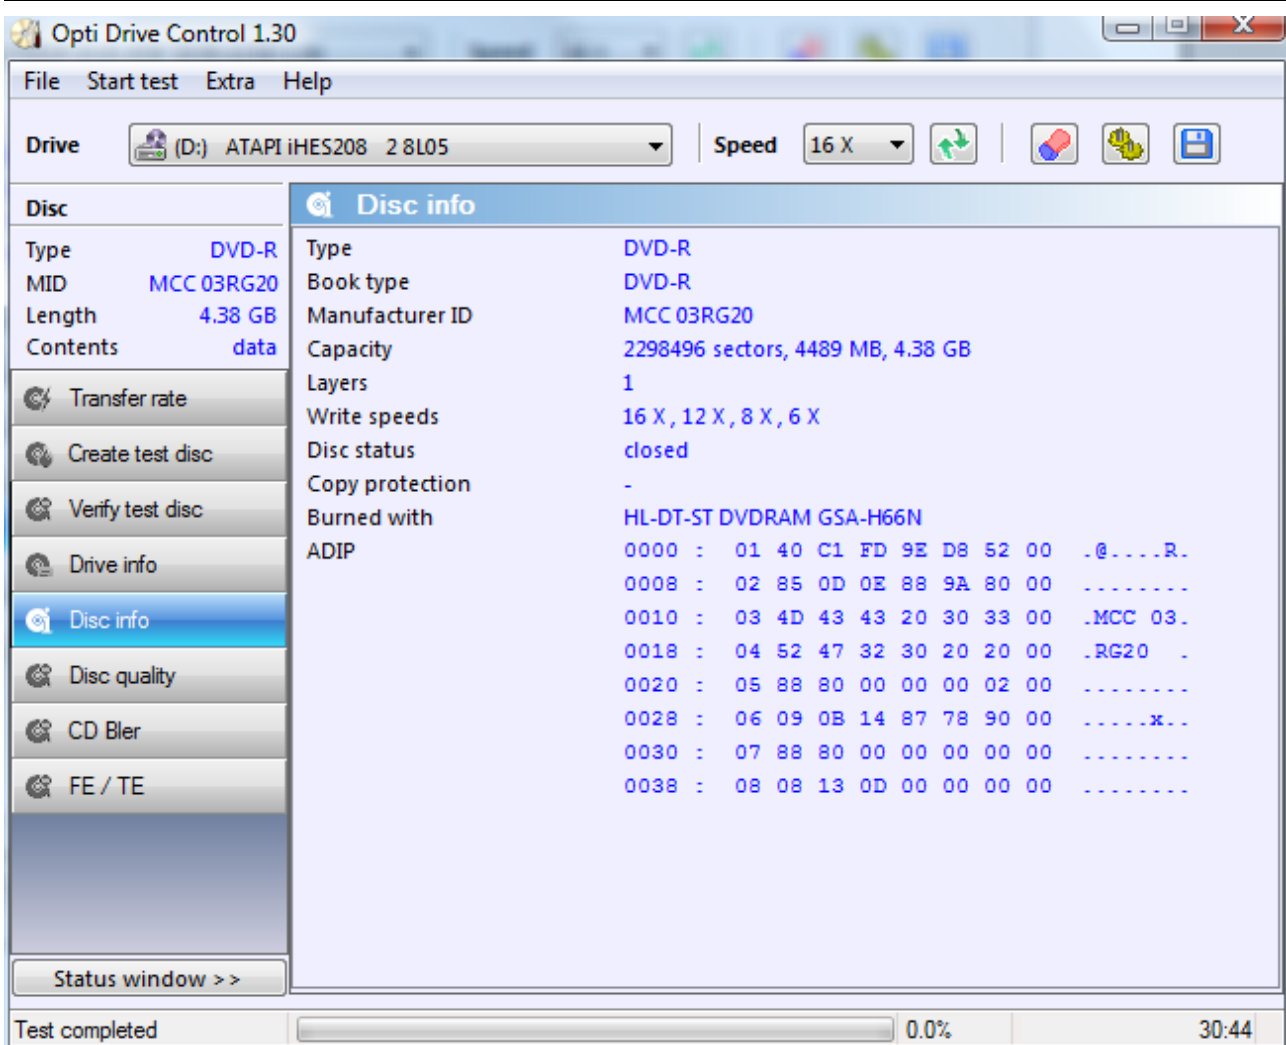 Opti Drive Control 1.30
File Start test Extra Help
Drive (D:) ATAPI iHES208 2 8L05 Speed 16 X
Disc
Type DVD-R
MID MCC 03RG20
Length 4.38 GB
Contents data
Transfer rate
Create test disc
Verify test disc
Drive info
Disc info
Disc quality
CD Bler
FE / TE
Status window >>
Disc info
Type DVD-R
Book type DVD-R
Manufacturer ID MCC 03RG20
Capacity 2298496 sectors, 4489 MB, 4.38 GB
Layers 1
Write speeds 16 X , 12 X , 8 X , 6 X
Disc status closed
Copy protection -
Burned with HL-DT-ST DVDRAM GSA-H66N
ADIP 0000 : 01 40 C1 FD 9E D8 52 00 .@....R.
0008 : 02 85 0D 0E 88 9A 80 00 ........
0010 : 03 4D 43 43 20 30 33 00 .MCC 03.
0018 : 04 52 47 32 30 20 20 00 .RG20  .
0020 : 05 88 80 00 00 00 02 00 ........
0028 : 06 09 0B 14 87 78 90 00 .....x..
0030 : 07 88 80 00 00 00 00 00 ........
0038 : 08 08 13 0D 00 00 00 00 ........
Test completed 0.0% 30:44